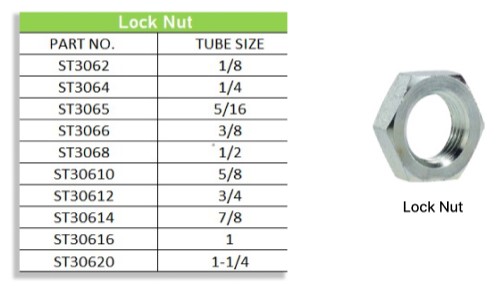 Lock Nut
PART NO. TUBE SIZE
ST3062 1/8
ST3064 1/4
ST3065 5/16
ST3066 3/8
ST3068 1/2
ST30610 5/8
ST30612 3/4
ST30614 7/8
ST30616 1
ST30620 1-1/4
Lock Nut